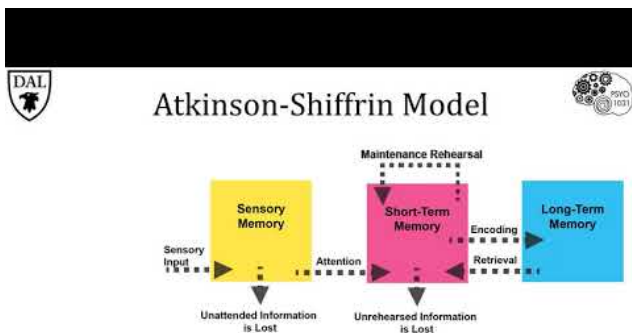 DAL
Atkinson-Shiffrin Model
PSYO
1031
Maintenance Rehearsal
Sensory
Memory
Short-Term
Memory
Long-Term
Memory
Encoding
Sensory
Input
Attention
Retrieval
Unattended Information
is Lost
Unrehearsed Information
is Lost